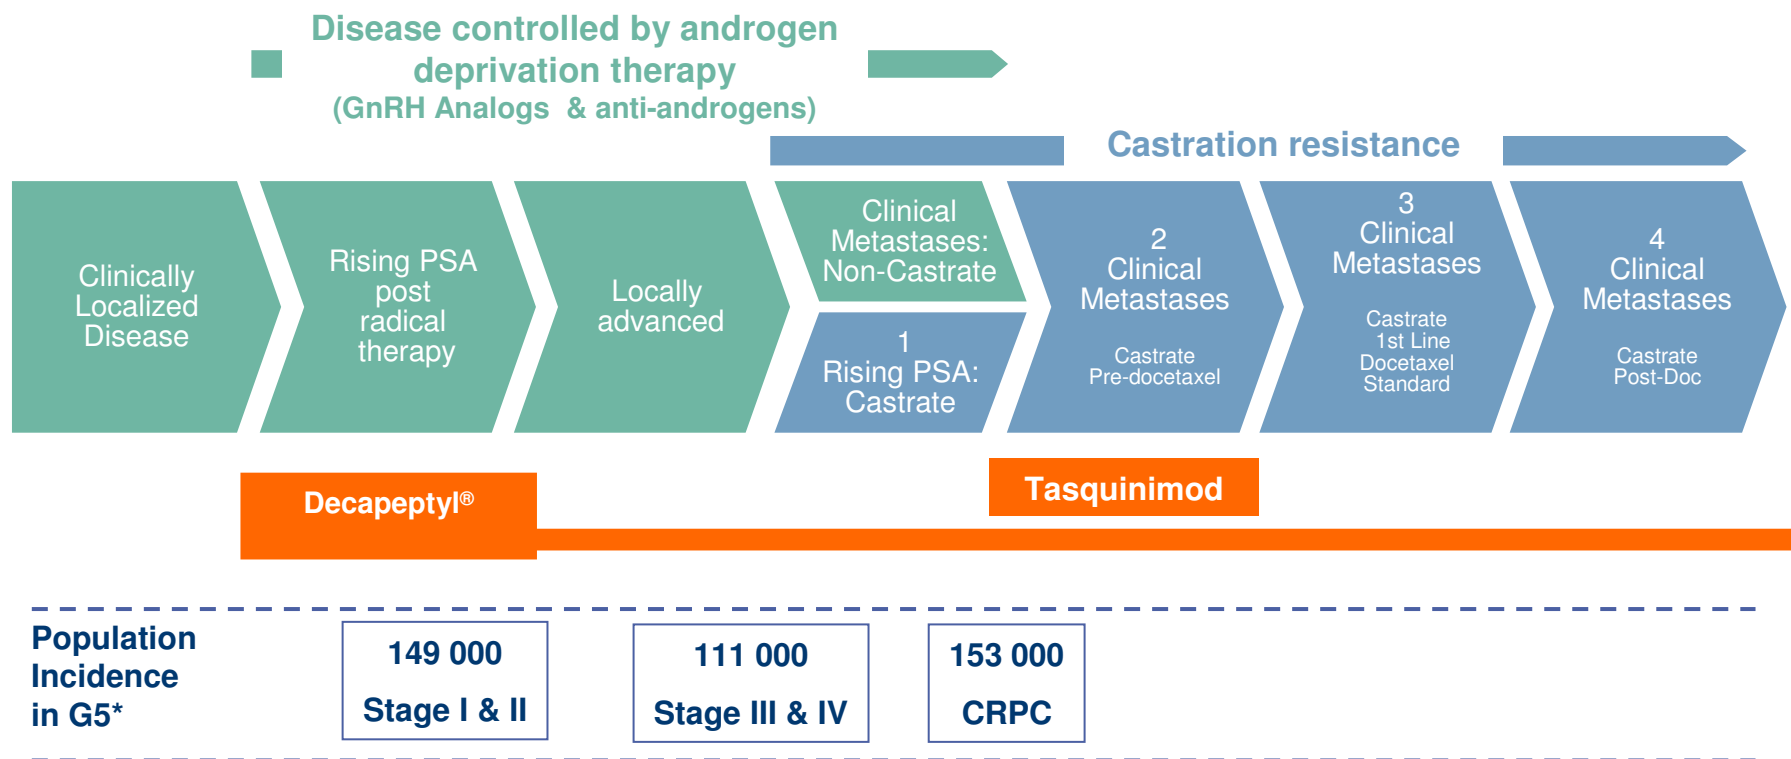 Disease controlled by androgen
deprivation therapy
(GnRH Analogs & anti-androgens)
Castration resistance
Clinically
Localized
Disease
Rising PSA
post
radical
therapy
Locally
advanced
Clinical
Metastases:
Non-Castrate
1
Rising PSA:
Castrate
2
Clinical
Metastases
Castrate
Pre-docetaxel
3
Clinical
Metastases
Castrate
1st Line
Docetaxel
Standard
4
Clinical
Metastases
Castrate
Post-Doc
Decapeptyl®
Tasquinimod
Population
Incidence
in G5*
149 000
Stage I & II
111 000
Stage III & IV
153 000
CRPC